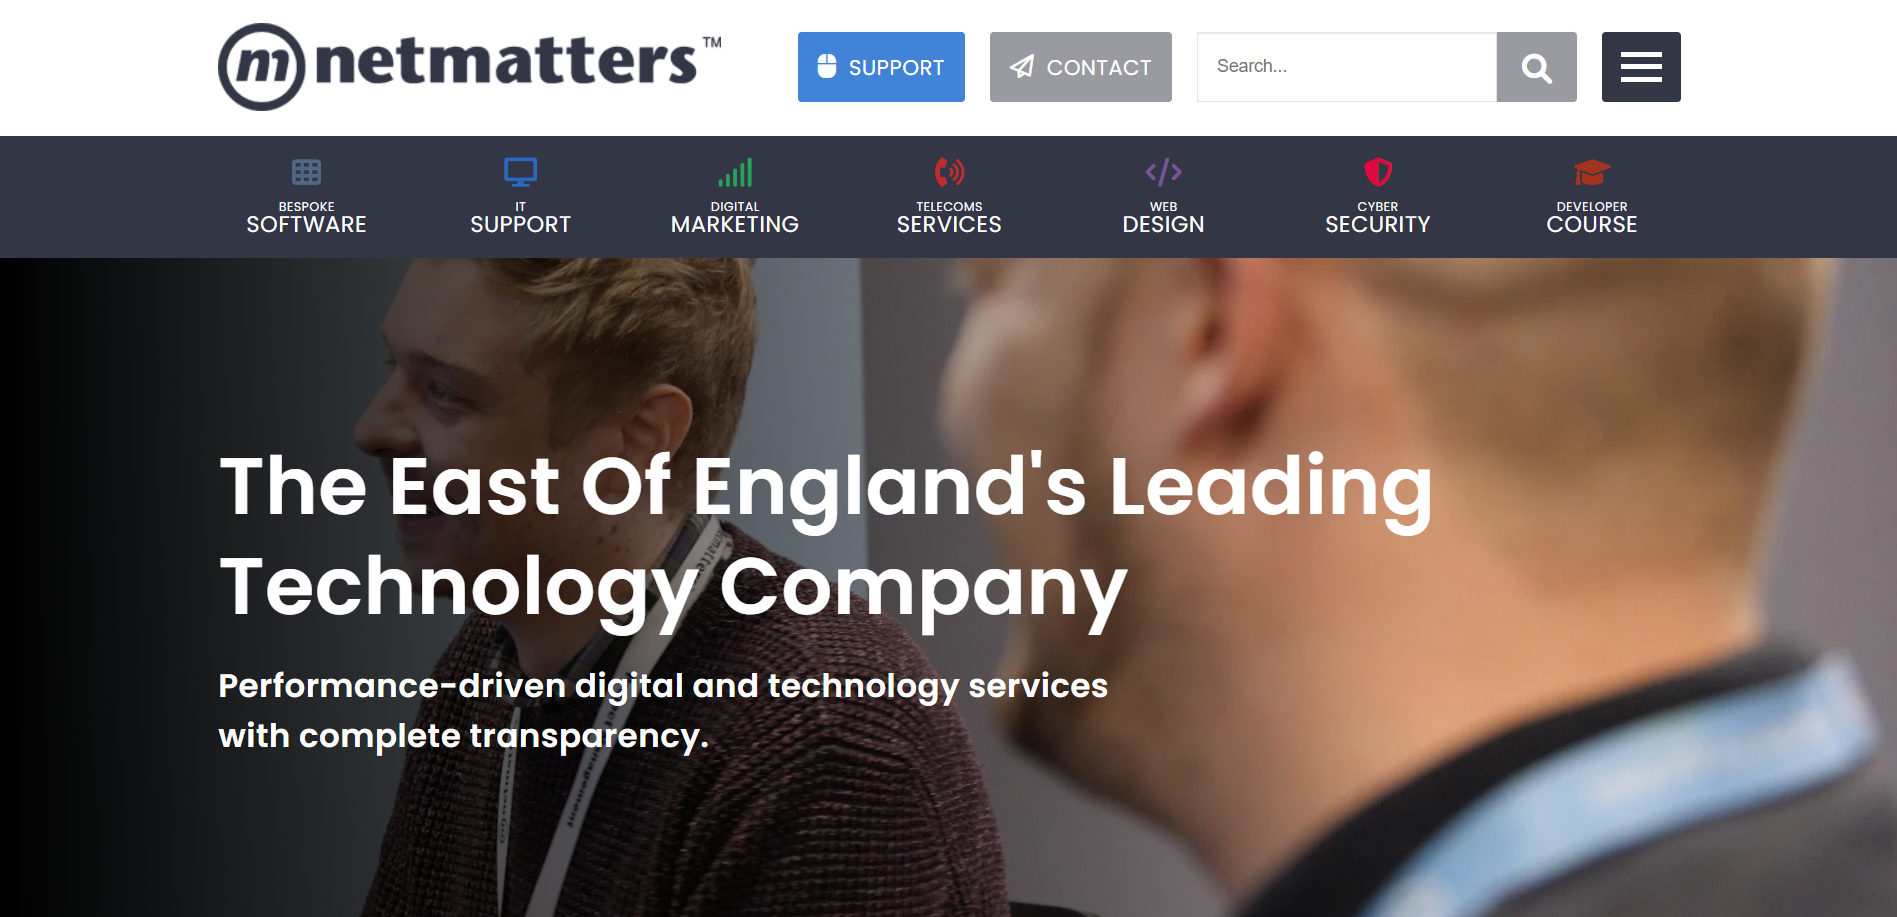 m netmatters™
SUPPORT
CONTACT
Search...
BESPOKE
SOFTWARE
IT
SUPPORT
DIGITAL
MARKETING
TELECOMS
SERVICES
WEB
DESIGN
CYBER
SECURITY
DEVELOPER
COURSE
The East Of England's Leading
Technology Company
Performance-driven digital and technology services
with complete transparency.